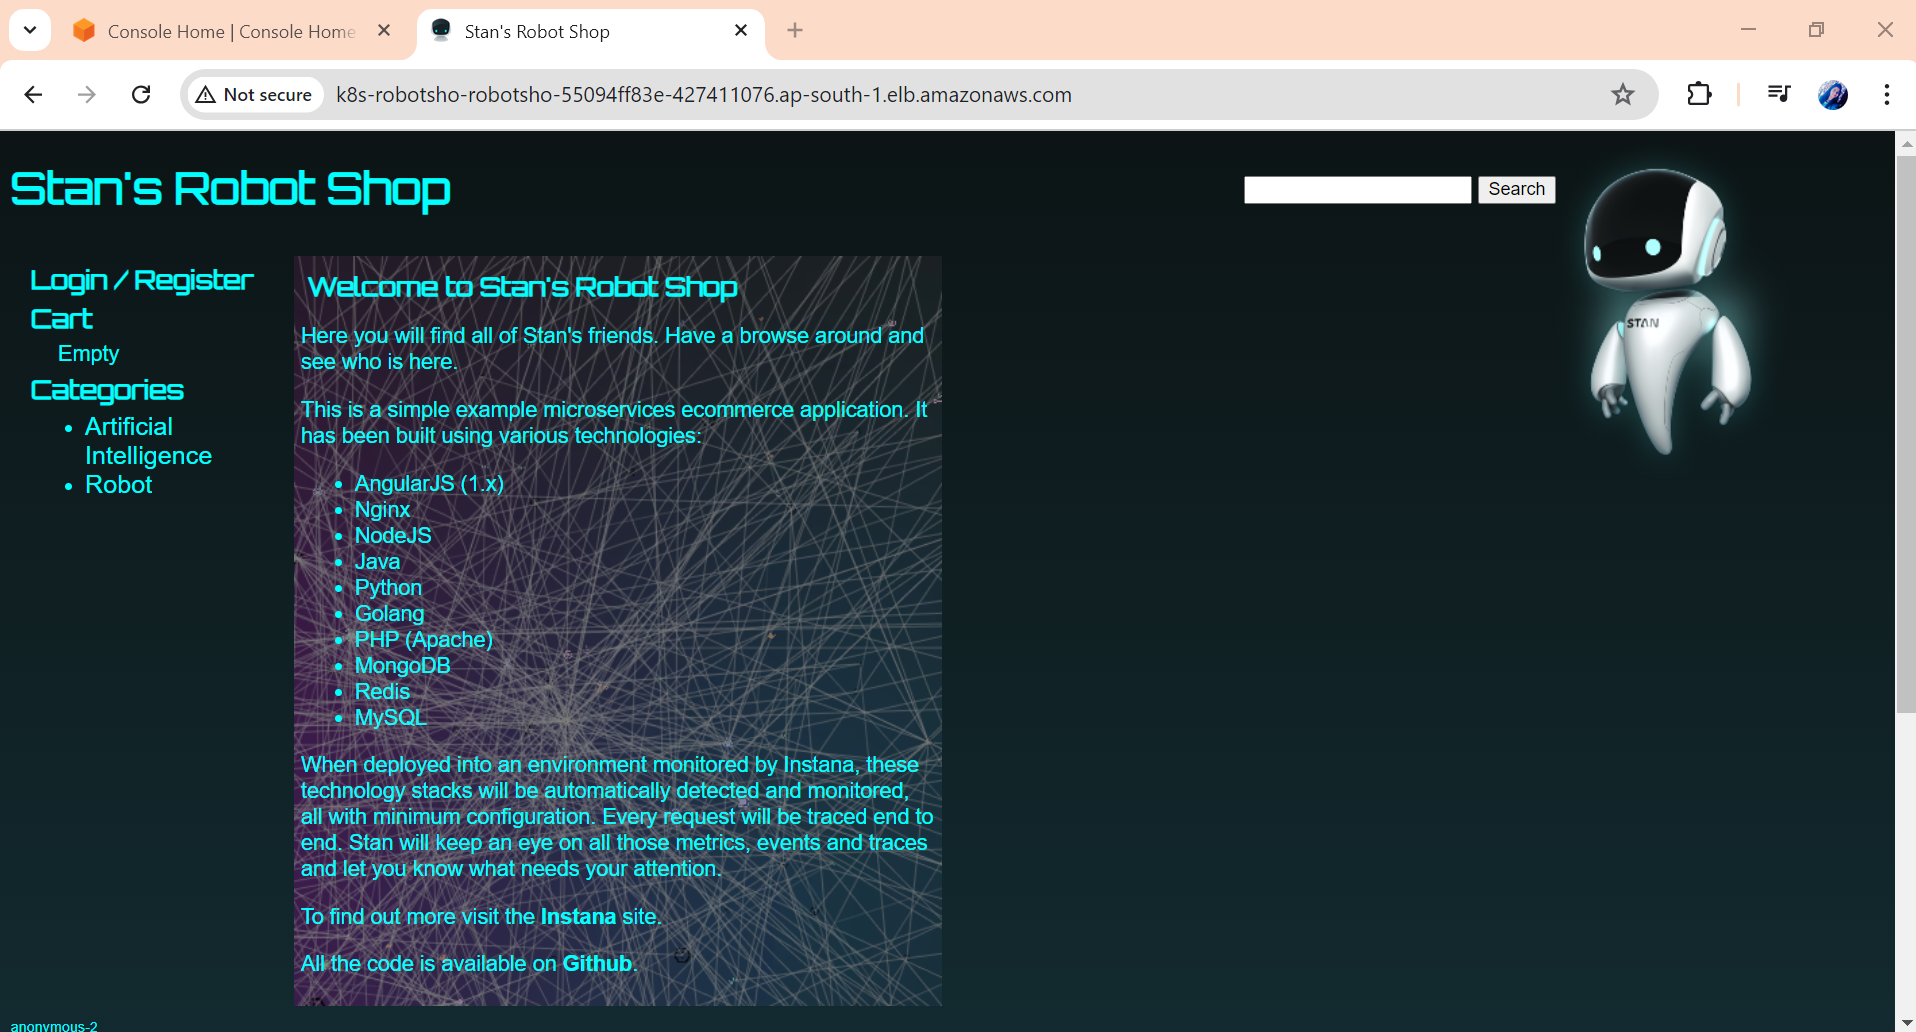 Console Home | Console Home
Stan's Robot Shop
Not secure
k8s-robotsho-robotsho-55094ff83e-427411076.ap-south-1.elb.amazonaws.com
Stan's Robot Shop
Search
STAN
Login / Register
Cart
Empty
Categories
Artificial
Intelligence
Robot
Welcome to Stan's Robot Shop
Here you will find all of Stan's friends. Have a browse around and
see who is here.
This is a simple example microservices ecommerce application. It
has been built using various technologies:
AngularJS (1.x)
Nginx
NodeJS
Java
Python
Golang
PHP (Apache)
MongoDB
Redis
MySQL
When deployed into an environment monitored by Instana, these
technology stacks will be automatically detected and monitored,
all with minimum configuration. Every request will be traced end to
end. Stan will keep an eye on all those metrics, events and traces
and let you know what needs your attention.
To find out more visit the Instana site.
All the code is available on Github.
anonymous-2